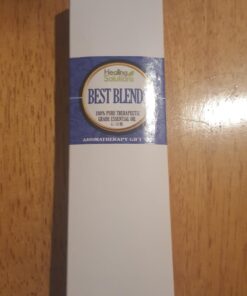 Healing
Solutions
BEST BLEND
100% PURE THERAPEUTIC
GRADE ESSENTIAL OIL
AROMATHERAPY GIFT